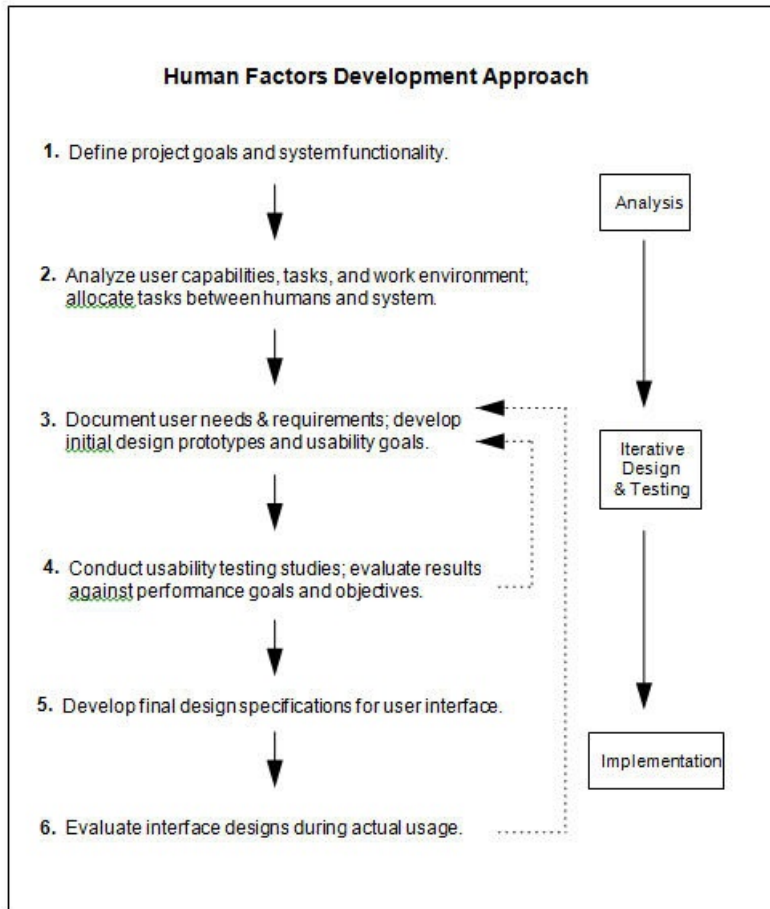 Human Factors Development Approach
1. Define project goals and system functionality.
Analysis
2. Analyze user capabilities, tasks, and work environment;
allocate tasks between humans and system.
3. Document user needs & requirements; develop
initial design prototypes and usability goals.
Iterative
Design
& Testing
4. Conduct usability testing studies; evaluate results
against performance goals and objectives.
5. Develop final design specifications for user interface.
Implementation
6. Evaluate interface designs during actual usage.